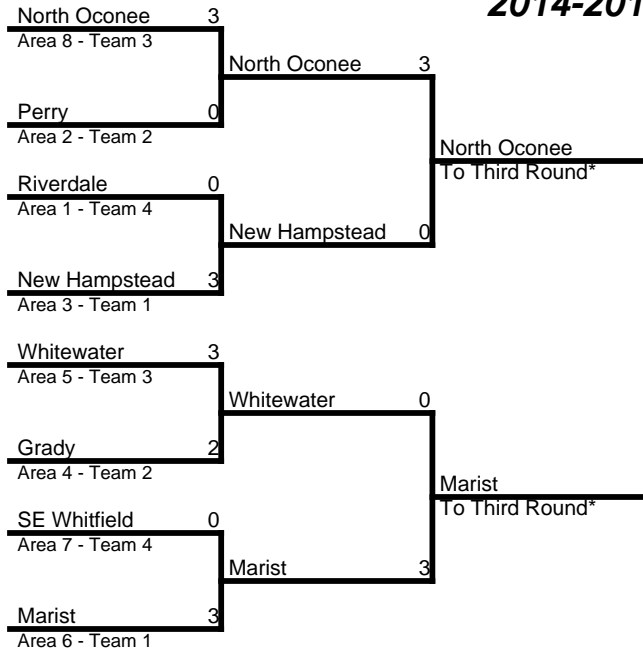 2014-201
North Oconee 3
Area 8 - Team 3
North Oconee 3
Perry 0
Area 2 - Team 2
North Oconee
To Third Round*
Riverdale 0
Area 1 - Team 4
New Hampstead 0
New Hampstead 3
Area 3 - Team 1
Whitewater 3
Area 5 - Team 3
Whitewater 0
Grady 2
Area 4 - Team 2
Marist
To Third Round*
SE Whitfield 0
Area 7 - Team 4
Marist 3
Marist 3
Area 6 - Team 1